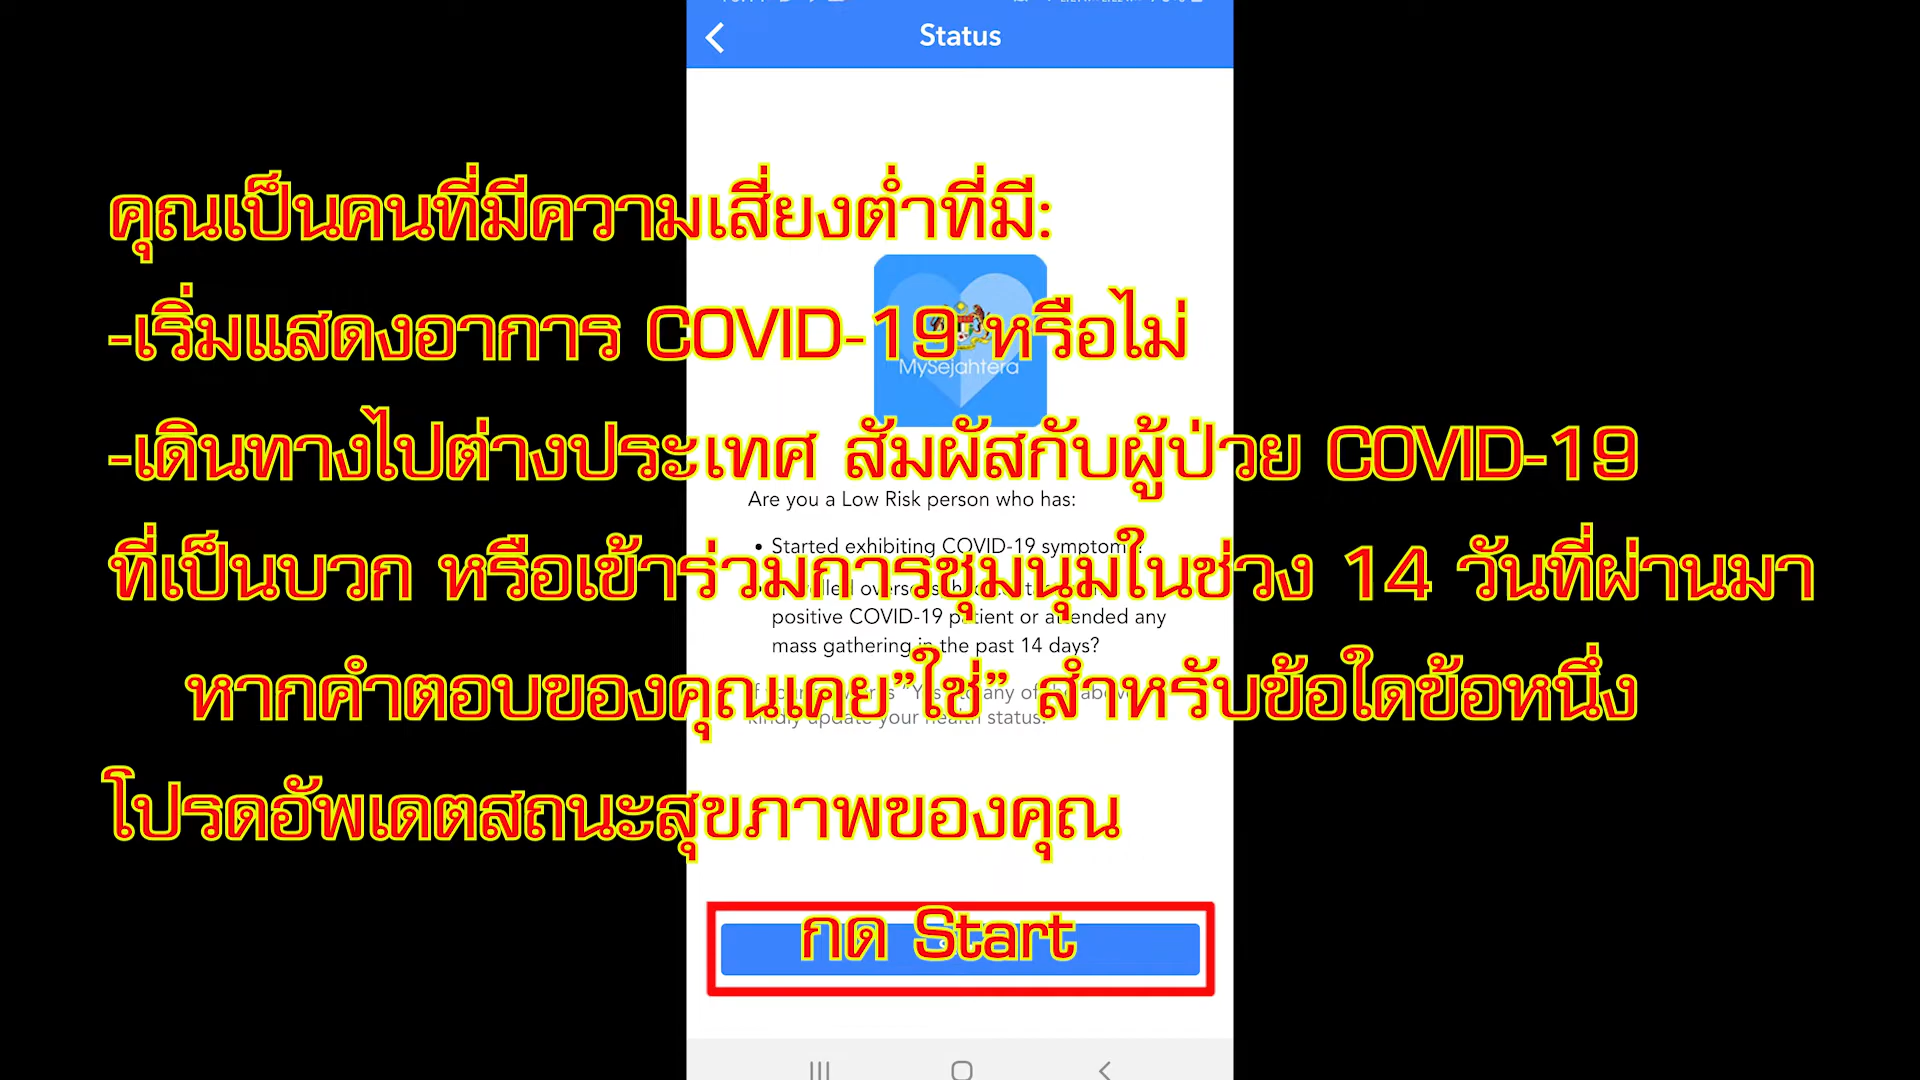 Status
คุณเป็นคนที่มีความเสี่ยงต่ำที่มี:
-เริ่มแสดงอาการ COVID-19 หรือไม่
MySejahtera
-เดินทางไปต่างประเทศ สัมผัสกับผู้ป่วย COVID-19
Are you a Low Risk person who has:
• Started exhibiting COVID-19
ที่เป็นบวก หรือเข้าร่วมการชุมนุมในช่วง 14 วันที่ผ่านมา
positive COVID-19 patient or attended any
mass gathering in the past 14 days?
หากคำตอบของคุณเคย"ใช่" สำหรับข้อใดข้อหนึ่ง
kindly update your health status.
โปรดอัพเดตสถนะสุขภาพของคุณ
กด Start